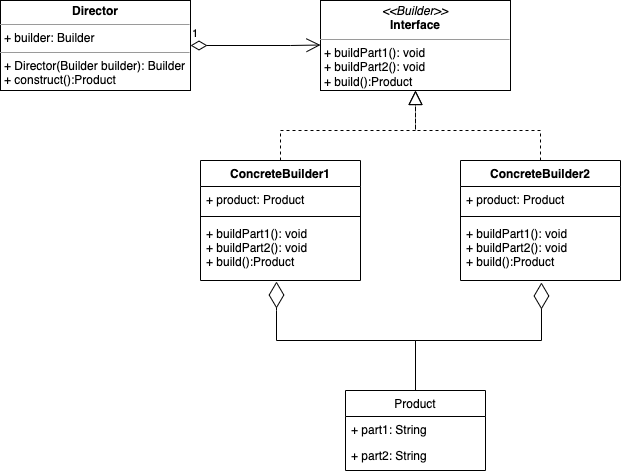 Director
+ builder: Builder
+ Director(Builder builder): Builder
+ construct():Product
1
<<Builder>>
Interface
+ buildPart1(): void
+ buildPart2(): void
+ build():Product
ConcreteBuilder1
+ product: Product
+ buildPart1(): void
+ buildPart2(): void
+ build():Product
ConcreteBuilder2
+ product: Product
+ buildPart1(): void
+ buildPart2(): void
+ build():Product
Product
+ part1: String
+ part2: String